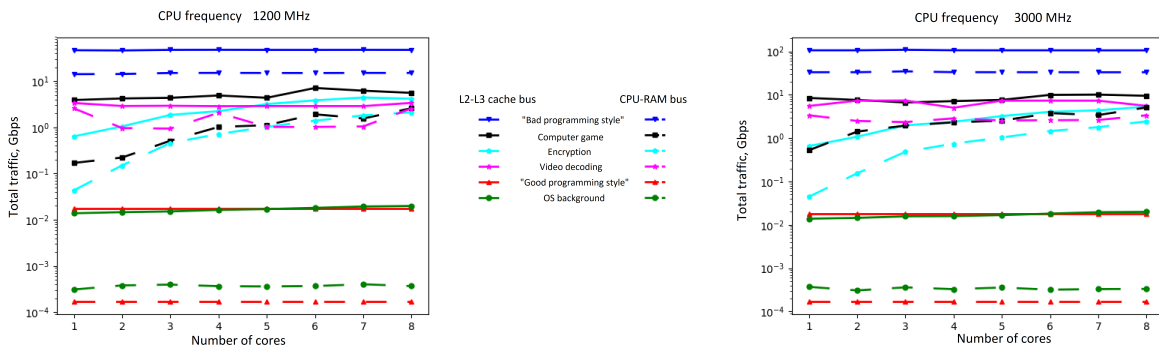 CPU frequency 1200 MHz
Total traffic, Gbps
10¹
10⁰
10⁻¹
10⁻²
10⁻³
10⁻⁴
1 2 3 4 5 6 7 8
Number of cores
L2-L3 cache bus CPU-RAM bus
"Bad programming style"
Computer game
Encryption
Video decoding
"Good programming style"
OS background
CPU frequency 3000 MHz
Total traffic, Gbps
10²
10¹
10⁰
10⁻¹
10⁻²
10⁻³
10⁻⁴
1 2 3 4 5 6 7 8
Number of cores